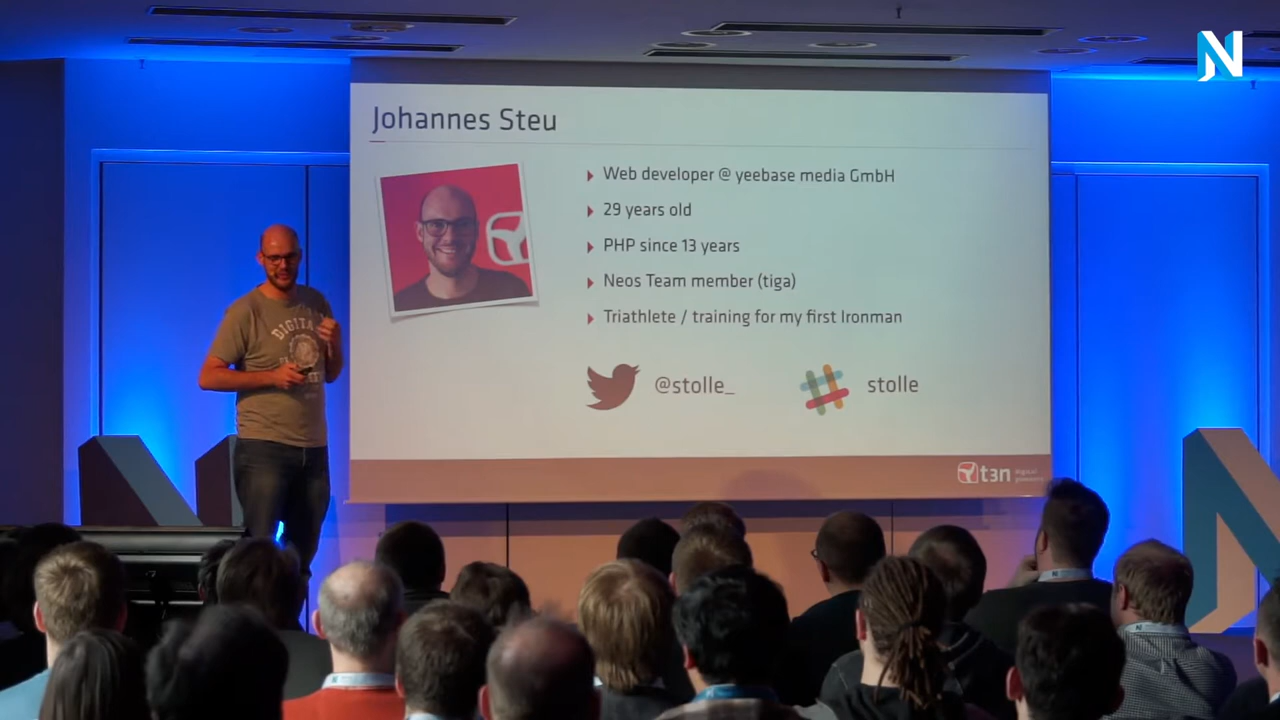 N
Johannes Steu
Web developer @ yeebase media GmbH
29 years old
PHP since 13 years
Neos Team member (tiga)
Triathlete / training for my first Ironman
@stolle_
stolle
t3n
DIGITA